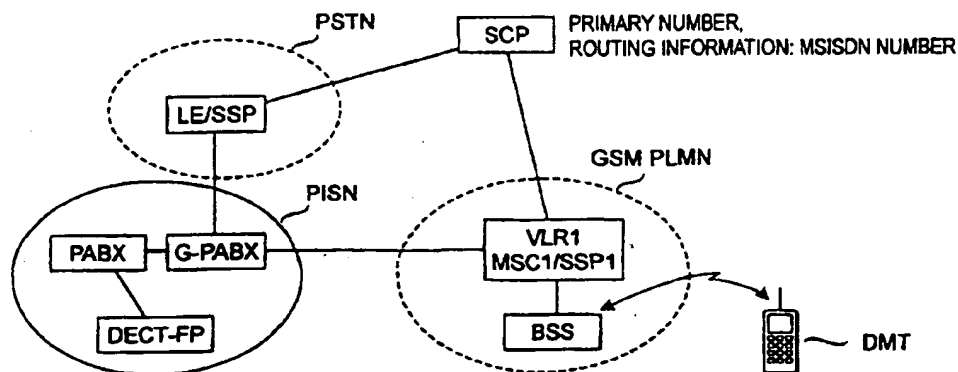 PSTN
SCP
PRIMARY NUMBER,
ROUTING INFORMATION: MSISDN NUMBER
LE/SSP
GSM PLMN
PISN
PABX
G-PABX
VLR1
MSC1/SSP1
DECT-FP
BSS
DMT